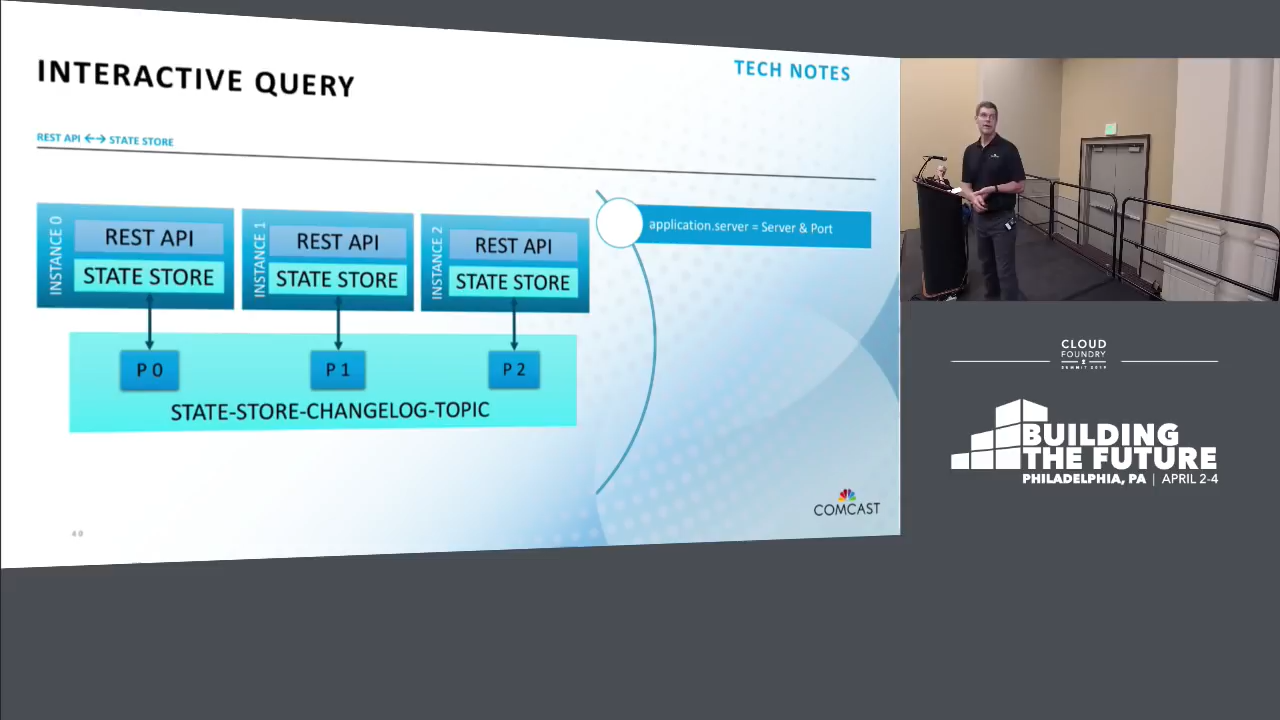 INTERACTIVE QUERY
TECH NOTES
REST API <-> STATE STORE
INSTANCE 0
REST API
STATE STORE
INSTANCE 1
REST API
STATE STORE
INSTANCE 2
REST API
STATE STORE
application.server = Server & Port
P 0
P 1
P 2
STATE-STORE-CHANGELOG-TOPIC
COMCAST
40
CLOUD
FOUNDRY
SUMMIT 2019
BUILDING
THE FUTURE
PHILADELPHIA, PA | APRIL 2-4